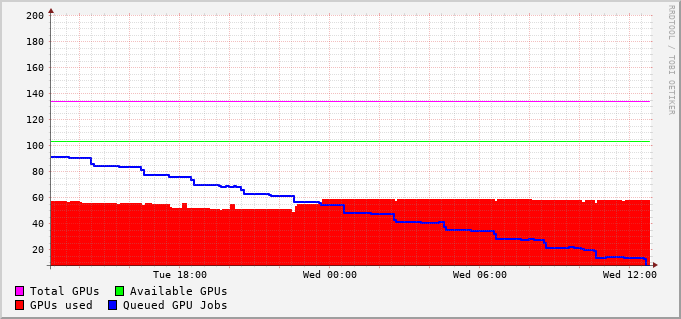 200
180
160
140
120
100
80
60
40
20
Tue 18:00 Wed 00:00 Wed 06:00 Wed 12:00
Total GPUs Available GPUs
GPUs used Queued GPU Jobs
RRDTOOL / TOBI OETIKER